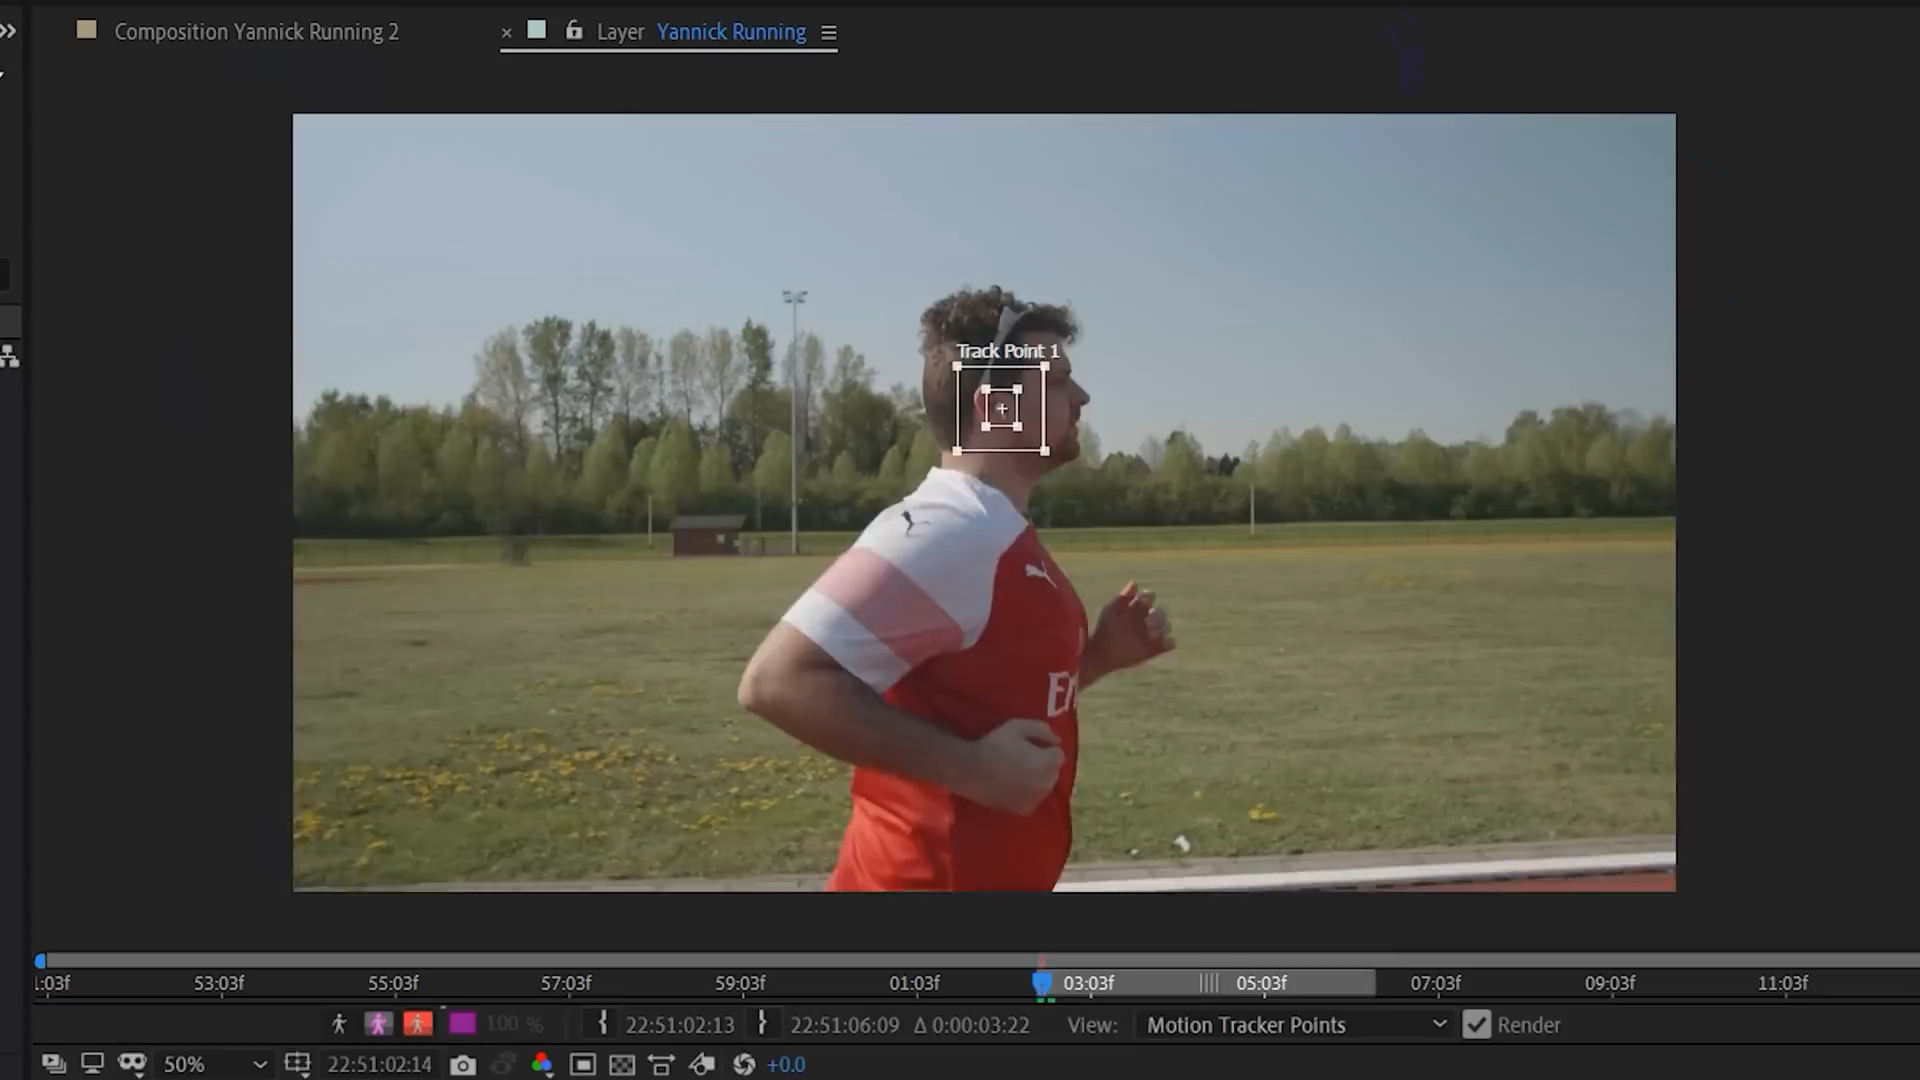 Composition Yannick Running 2
× Layer Yannick Running
Track Point 1
1:03f 53:03f 55:03f 57:03f 59:03f 01:03f 03:03f 05:03f 07:03f 09:03f 11:03f
100 % { 22:51:02:13 } 22:51:06:09 Δ 0:00:03:22 View: Motion Tracker Points Render
50% 22:51:02:14 +0.0